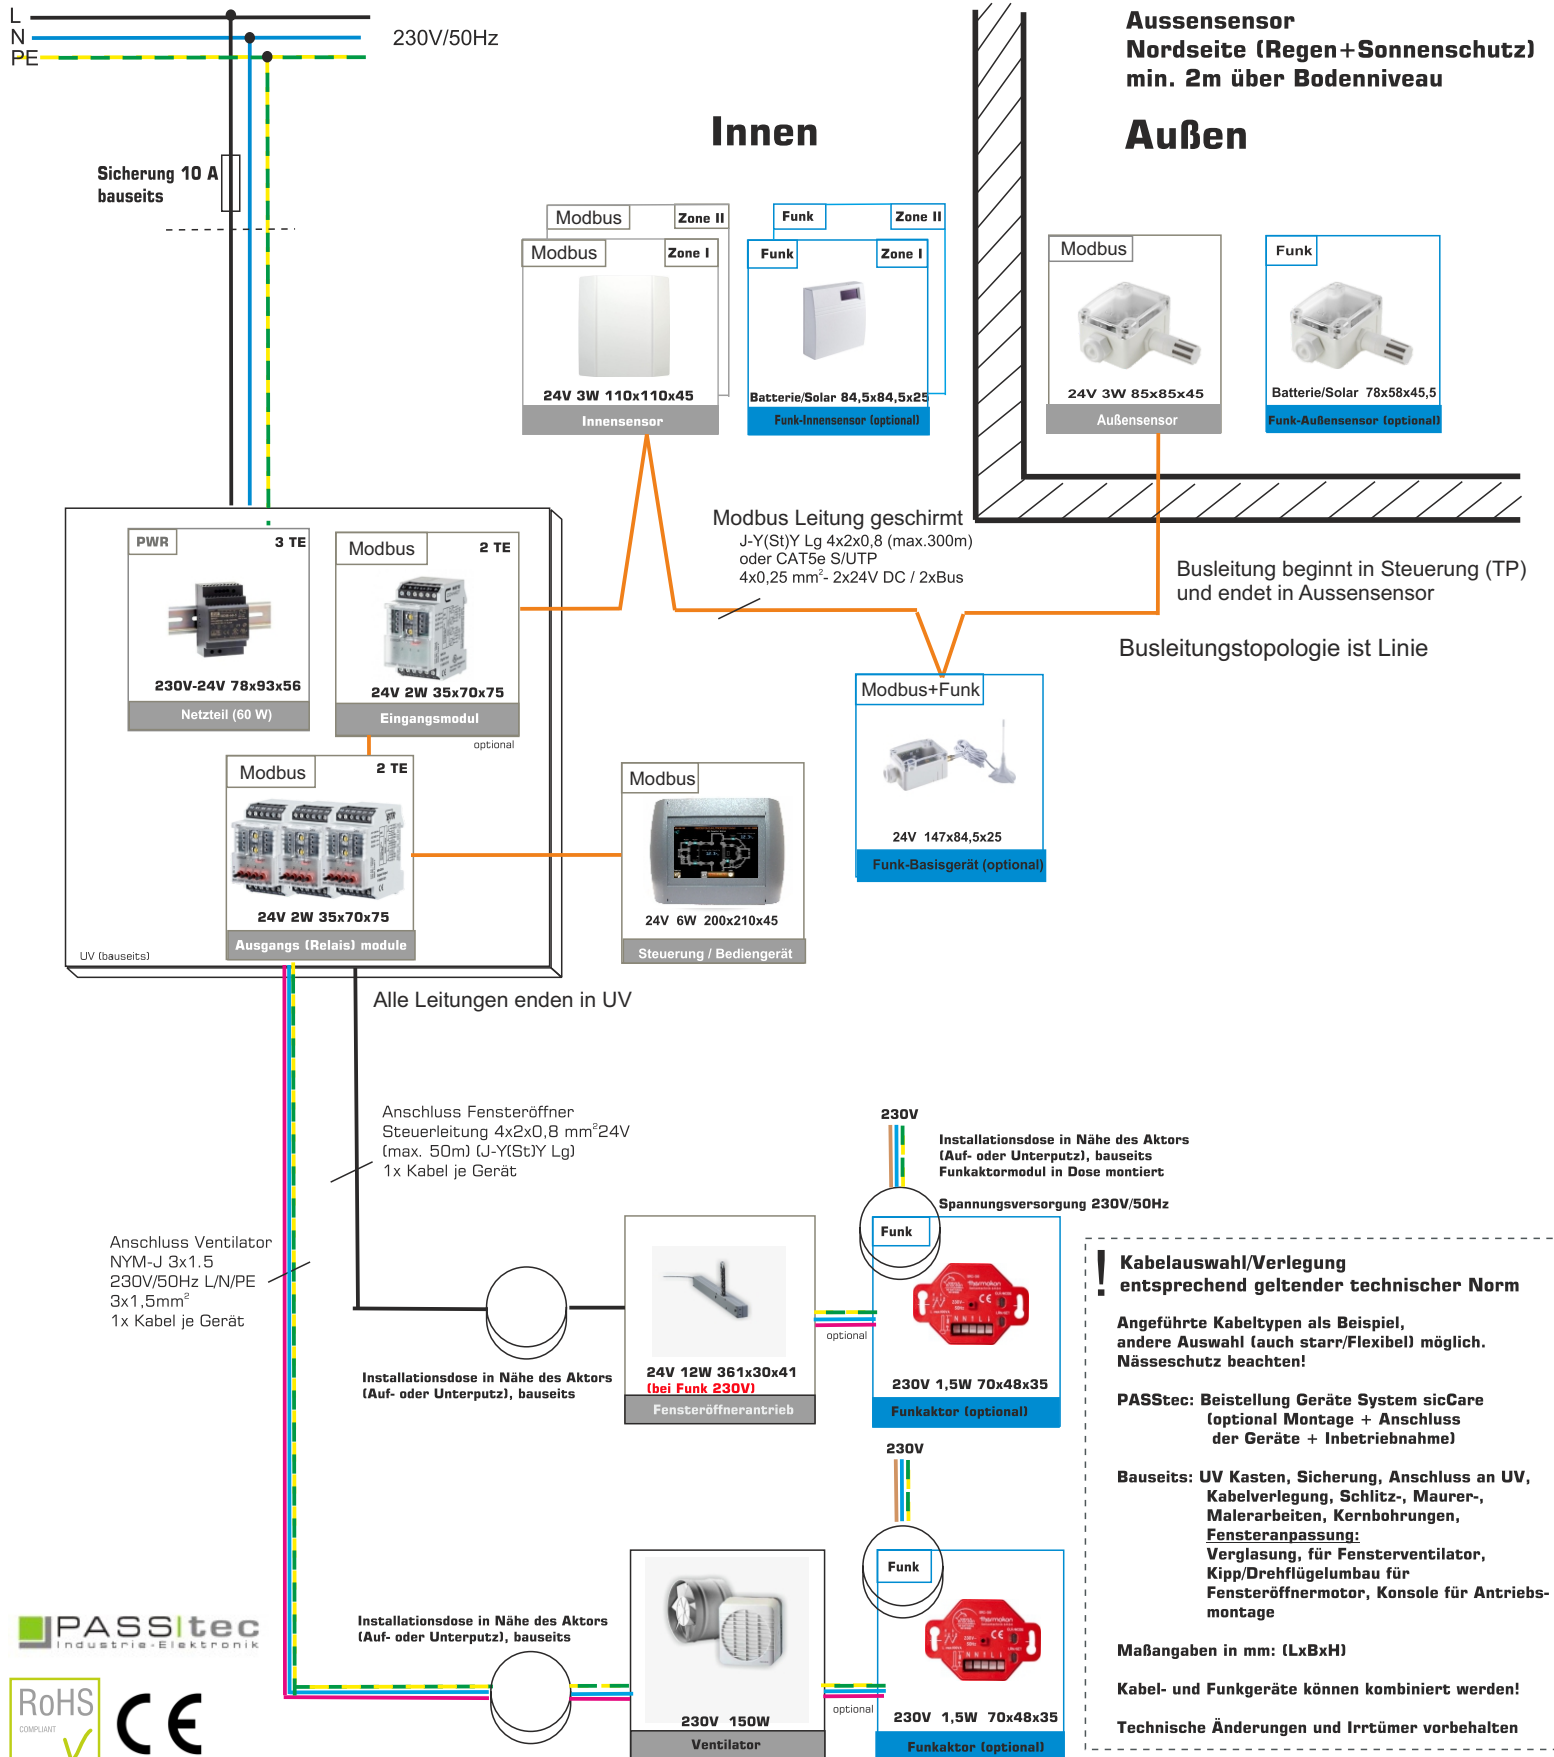 L
N
PE
230V/50Hz
Sicherung 10 A
bauseits
Innen
Aussensensor
Nordseite (Regen+Sonnenschutz)
min. 2m über Bodenniveau
Außen
Modbus
Zone II
Modbus
Zone I
24V 3W 110x110x45
Innensensor
Funk
Zone II
Funk
Zone I
Batterie/Solar 84,5x84,5x25
Funk-Innensensor (optional)
Modbus
24V 3W 85x85x45
Außensensor
Funk
Batterie/Solar 78x58x45,5
Funk-Außensensor (optional)
Modbus Leitung geschirmt
J-Y(St)Y Lg 4x2x0,8 (max.300m)
oder CAT5e S/UTP
4x0,25 mm²- 2x24V DC / 2xBus
Busleitung beginnt in Steuerung (TP)
und endet in Aussensensor
Busleitungstopologie ist Linie
PWR
3 TE
230V-24V 78x93x56
Netzteil (60 W)
Modbus
2 TE
24V 2W 35x70x75
Eingangsmodul
optional
Modbus
2 TE
24V 2W 35x70x75
Ausgangs (Relais) module
UV (bauseits)
Modbus
24V 6W 200x210x45
Steuerung / Bediengerät
Modbus+Funk
24V 147x84,5x25
Funk-Basisgerät (optional)
Alle Leitungen enden in UV
Anschluss Fensteröffner
Steuerleitung 4x2x0,8 mm²24V
(max. 50m) (J-Y(St)Y Lg)
1x Kabel je Gerät
Anschluss Ventilator
NYM-J 3x1.5
230V/50Hz L/N/PE
3x1,5mm²
1x Kabel je Gerät
Installationsdose in Nähe des Aktors
(Auf- oder Unterputz), bauseits
24V 12W 361x30x41
(bei Funk 230V)
Fensteröffnerantrieb
optional
230V
Installationsdose in Nähe des Aktors
(Auf- oder Unterputz), bauseits
Funkaktormodul in Dose montiert
Spannungsversorgung 230V/50Hz
Funk
thermokon
N N 1 L I
230V 1,5W 70x48x35
Funkaktor (optional)
230V
Funk
thermokon
N N 1 L I
230V 1,5W 70x48x35
Funkaktor (optional)
Installationsdose in Nähe des Aktors
(Auf- oder Unterputz), bauseits
230V 150W
Ventilator
optional
! Kabelauswahl/Verlegung
entsprechend geltender technischer Norm
Angeführte Kabeltypen als Beispiel,
andere Auswahl (auch starr/Flexibel) möglich.
Nässeschutz beachten!
PASStec: Beistellung Geräte System sicCare
(optional Montage + Anschluss
der Geräte + Inbetriebnahme)
Bauseits: UV Kasten, Sicherung, Anschluss an UV,
Kabelverlegung, Schlitz-, Maurer-,
Malerarbeiten, Kernbohrungen,
Fensteranpassung:
Verglasung, für Fensterventilator,
Kipp/Drehflügelumbau für
Fensteröffnermotor, Konsole für Antriebs-
montage
Maßangaben in mm: (LxBxH)
Kabel- und Funkgeräte können kombiniert werden!
Technische Änderungen und Irrtümer vorbehalten
PASStec
Industrie-Elektronik
RoHS
COMPLIANT
CE